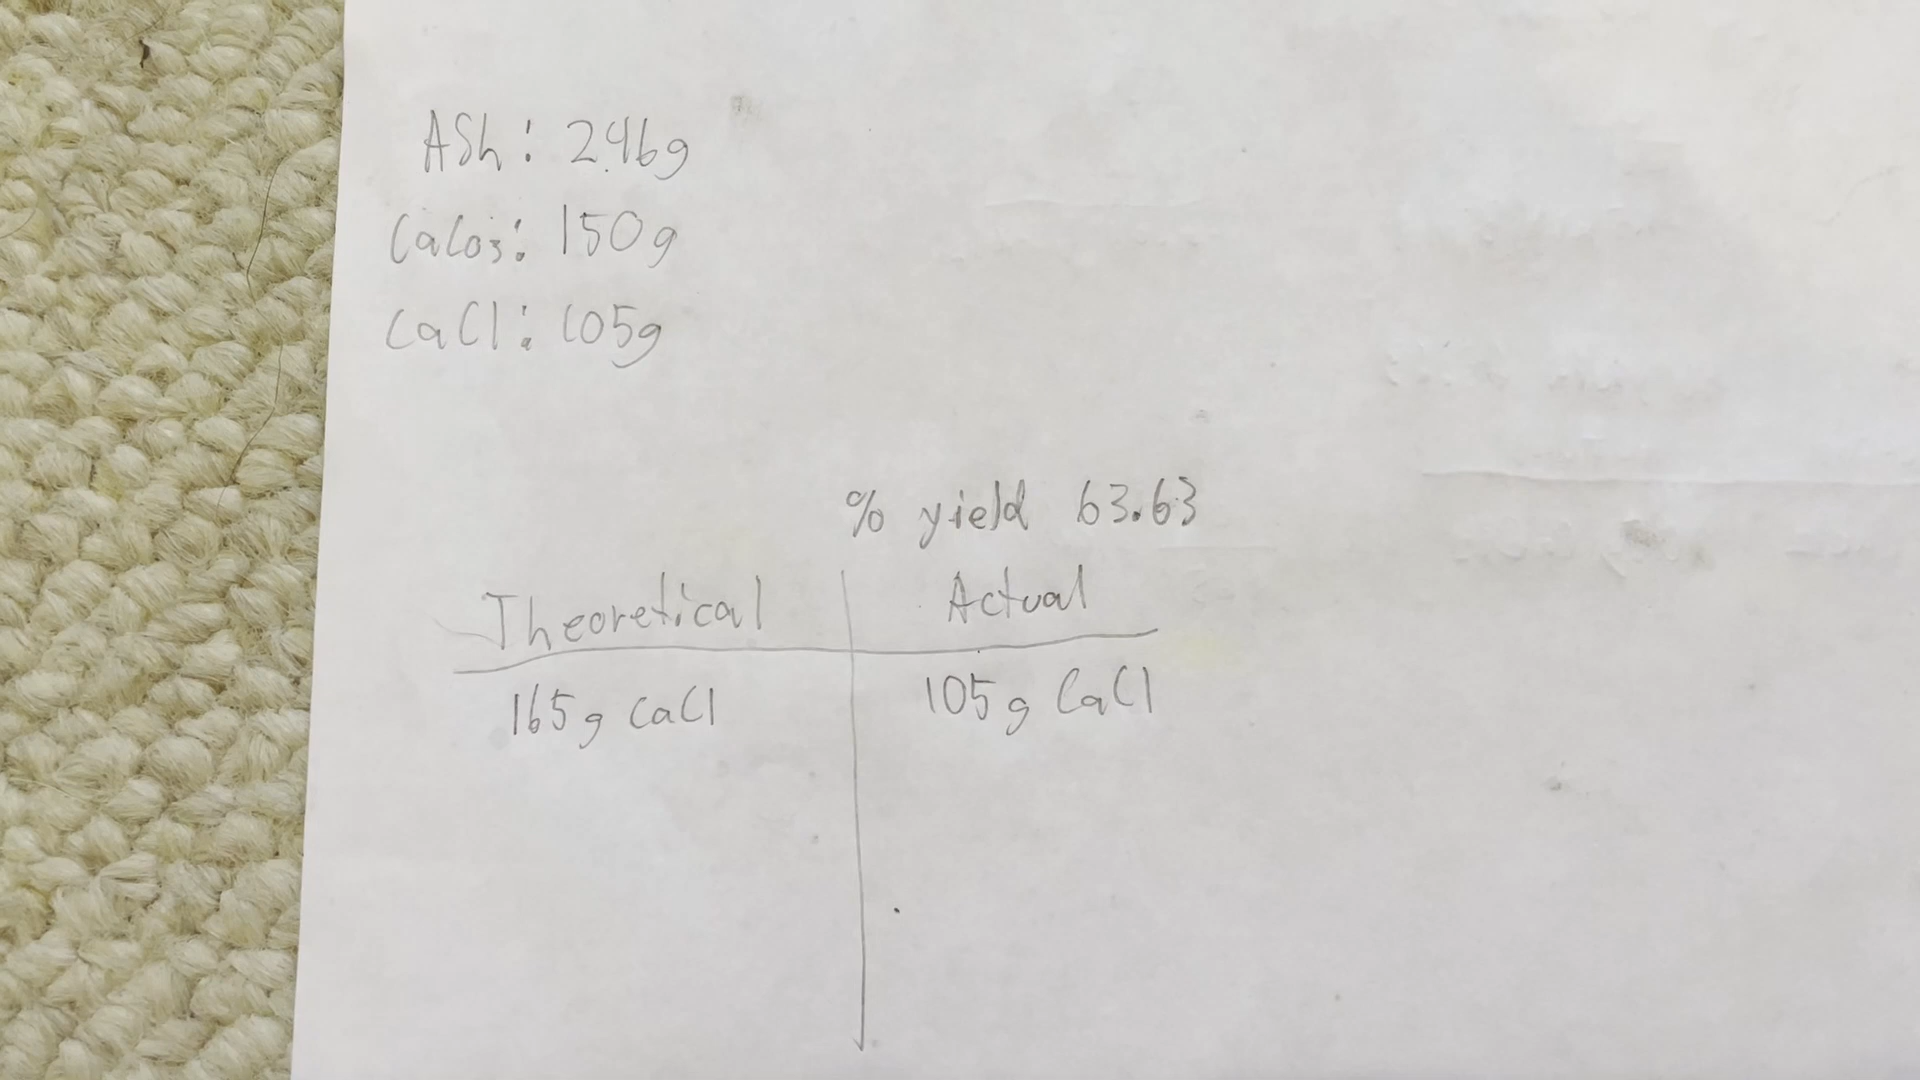 ASh: 246g
CaCo3: 150g
CaCl: 105g
% yield 63.63
Theoretical Actual
165g CaCl 105g CaCl